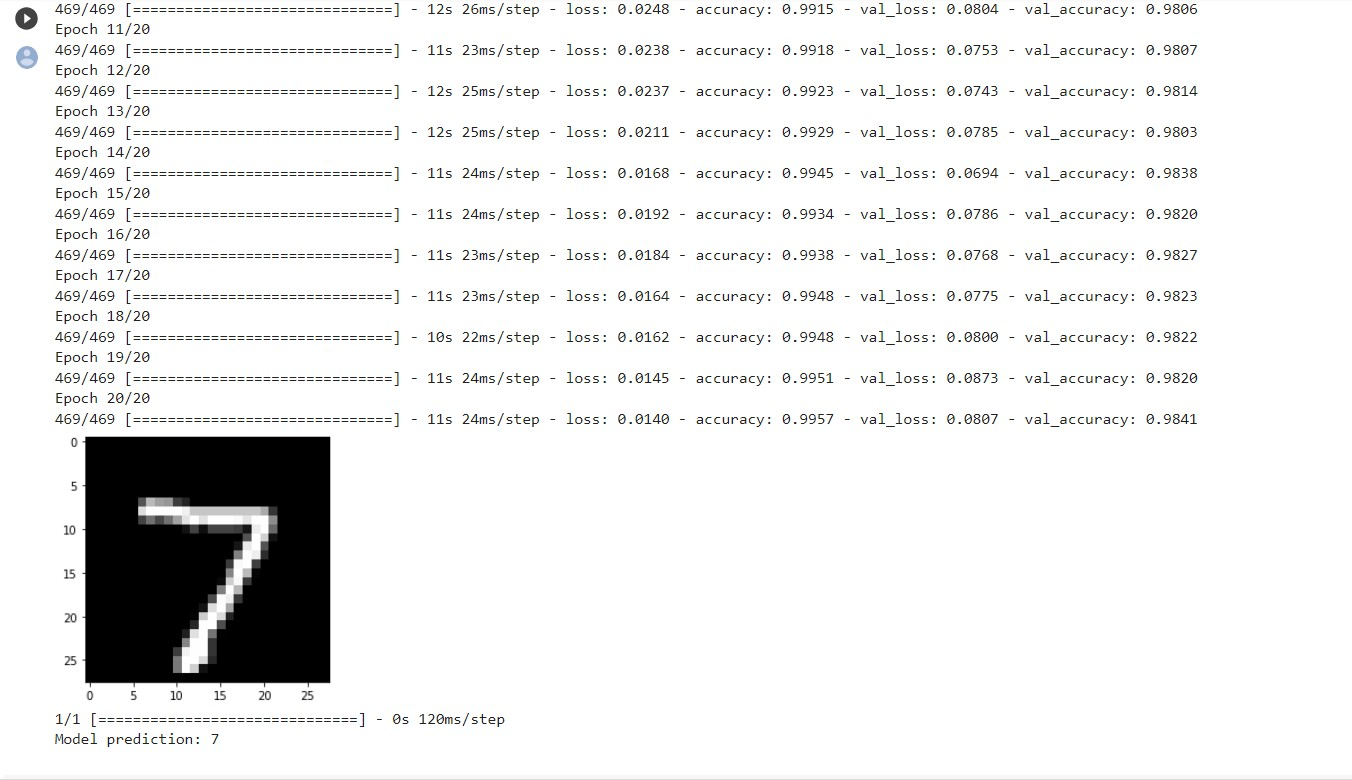 469/469 [==============================] - 12s 26ms/step - loss: 0.0248 - accuracy: 0.9915 - val_loss: 0.0804 - val_accuracy: 0.9806
Epoch 11/20
469/469 [==============================] - 11s 23ms/step - loss: 0.0238 - accuracy: 0.9918 - val_loss: 0.0753 - val_accuracy: 0.9807
Epoch 12/20
469/469 [==============================] - 12s 25ms/step - loss: 0.0237 - accuracy: 0.9923 - val_loss: 0.0743 - val_accuracy: 0.9814
Epoch 13/20
469/469 [==============================] - 12s 25ms/step - loss: 0.0211 - accuracy: 0.9929 - val_loss: 0.0785 - val_accuracy: 0.9803
Epoch 14/20
469/469 [==============================] - 11s 24ms/step - loss: 0.0168 - accuracy: 0.9945 - val_loss: 0.0694 - val_accuracy: 0.9838
Epoch 15/20
469/469 [==============================] - 11s 24ms/step - loss: 0.0192 - accuracy: 0.9934 - val_loss: 0.0786 - val_accuracy: 0.9820
Epoch 16/20
469/469 [==============================] - 11s 23ms/step - loss: 0.0184 - accuracy: 0.9938 - val_loss: 0.0768 - val_accuracy: 0.9827
Epoch 17/20
469/469 [==============================] - 11s 23ms/step - loss: 0.0164 - accuracy: 0.9948 - val_loss: 0.0775 - val_accuracy: 0.9823
Epoch 18/20
469/469 [==============================] - 10s 22ms/step - loss: 0.0162 - accuracy: 0.9948 - val_loss: 0.0800 - val_accuracy: 0.9822
Epoch 19/20
469/469 [==============================] - 11s 24ms/step - loss: 0.0145 - accuracy: 0.9951 - val_loss: 0.0873 - val_accuracy: 0.9820
Epoch 20/20
469/469 [==============================] - 11s 24ms/step - loss: 0.0140 - accuracy: 0.9957 - val_loss: 0.0807 - val_accuracy: 0.9841
0
5
10
15
20
25
7
0 5 10 15 20 25
1/1 [==============================] - 0s 120ms/step
Model prediction: 7